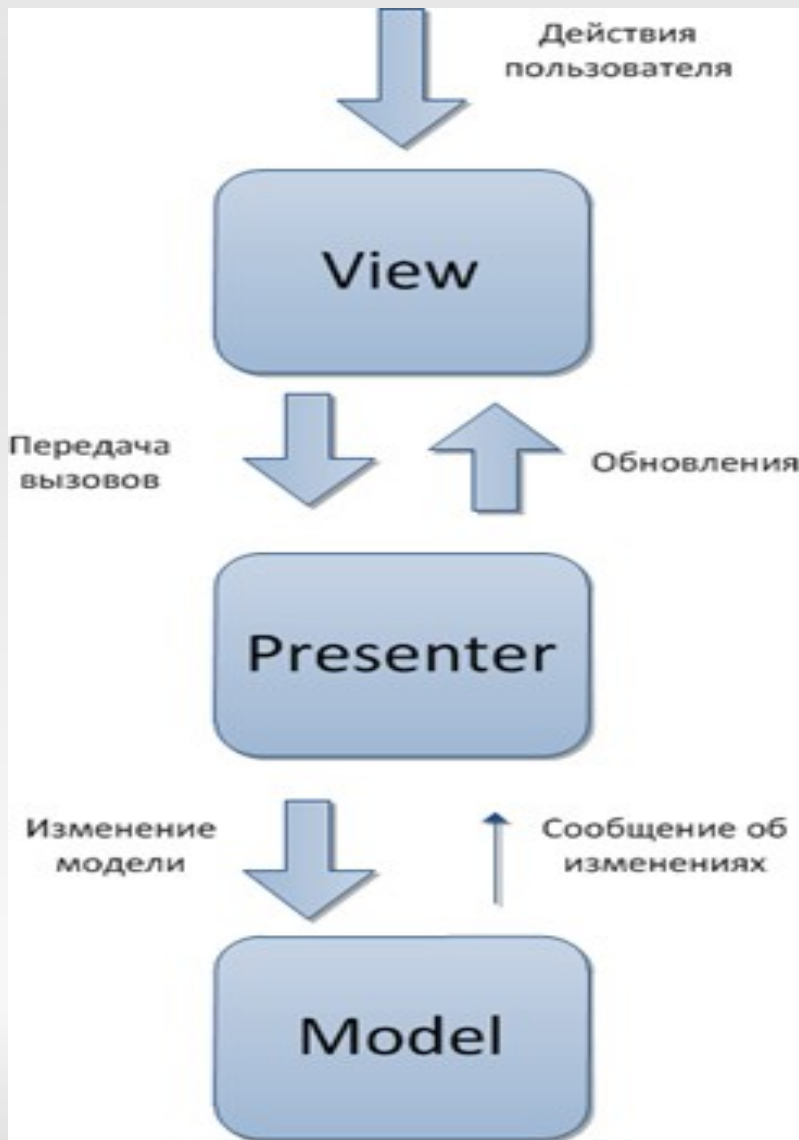 Действия
пользователя
View
Передача
вызовов
Обновления
Presenter
Изменение
модели
Сообщение об
изменениях
Model